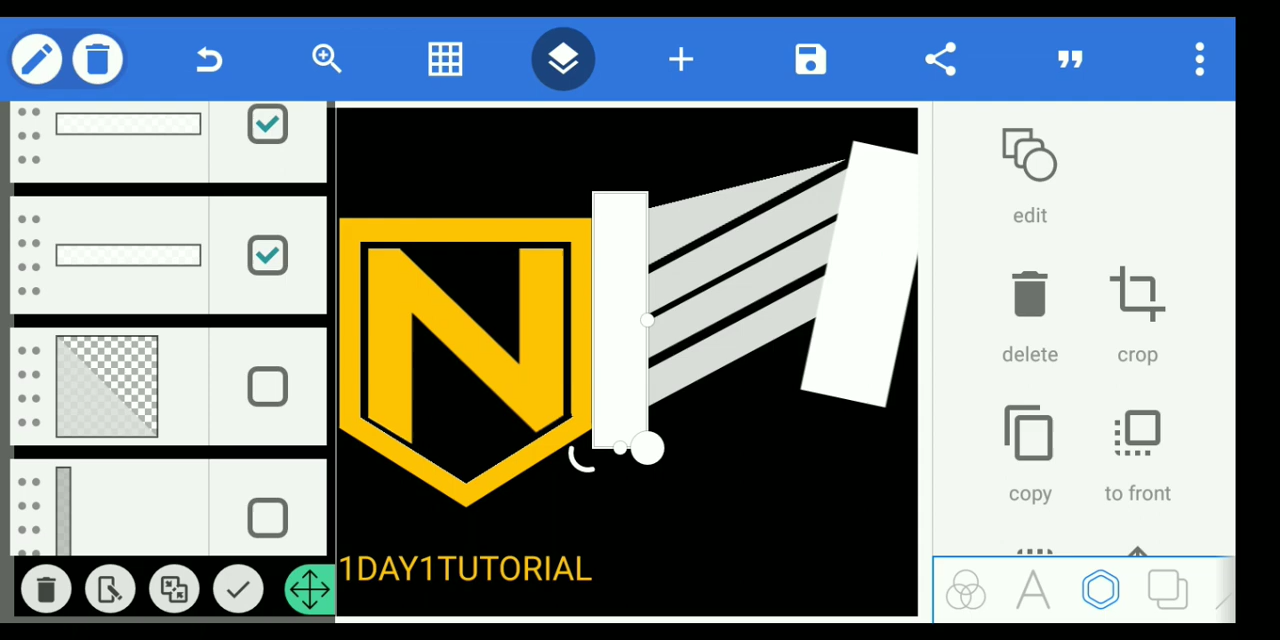 edit
delete
crop
copy
to front
N
1DAY1TUTORIAL
A